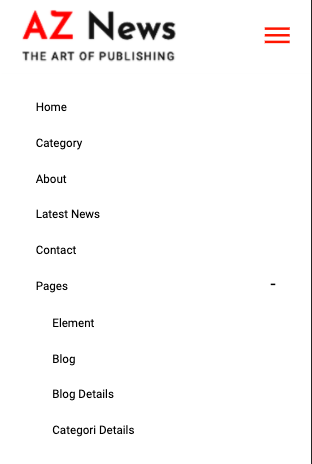 AZ News
THE ART OF PUBLISHING
Home
Category
About
Latest News
Contact
Pages -
Element
Blog
Blog Details
Categori Details